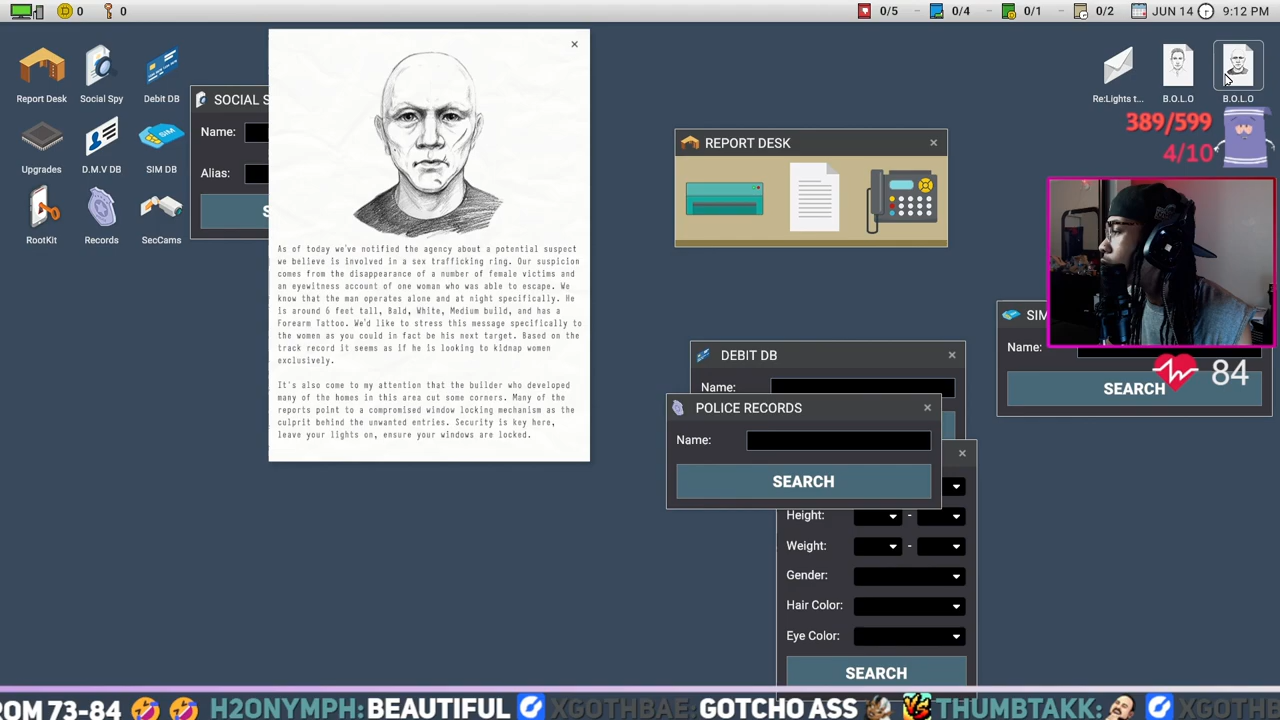 0
0
0/5
0/4
0/1
0/2
JUN 14
9:12 PM
Report Desk
Social Spy
Debit DB
Upgrades
D.M.V DB
SIM DB
RootKit
Records
SecCams
SOCIAL S
Name:
Alias:
S
As of today we've notified the agency about a potential suspect
we believe is involved in a sex trafficking ring. Our suspicion
comes from the disappearance of a number of female victims and
an eyewitness account of one woman who was able to escape. We
know that the man operates alone and at night specifically. He
is around 6 feet tall, Bald, White, Medium build, and has a
Forearm Tattoo. We'd like to stress this message specifically to
the women as you could in fact be his next target. Based on the
track record it seems as if he is looking to kidnap women
exclusively.
It's also come to my attention that the builder who developed
many of the homes in this area cut some corners. Many of the
reports point to a compromised window locking mechanism as the
culprit behind the unwanted entries. Security is key here,
leave your lights on, ensure your windows are locked.
REPORT DESK
DEBIT DB
Name:
POLICE RECORDS
Name:
SEARCH
Height:
-
Weight:
-
Gender:
Hair Color:
Eye Color:
SEARCH
Re:Lights t...
B.O.L.O
B.O.L.O
389/599
4/10
SIM
Name:
SEARCH
84
ROM 73-84 H2ONYMPH: BEAUTIFUL XGOTHBAE: GOTCHO ASS THUMBTAKK: XGOTH